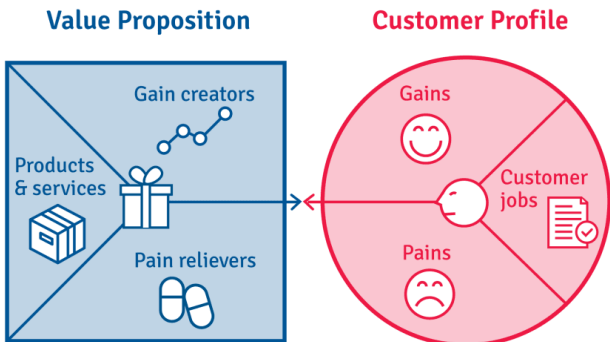 Value Proposition
Customer Profile
Gain creators
Products
& services
Pain relievers
Gains
Customer
jobs
Pains